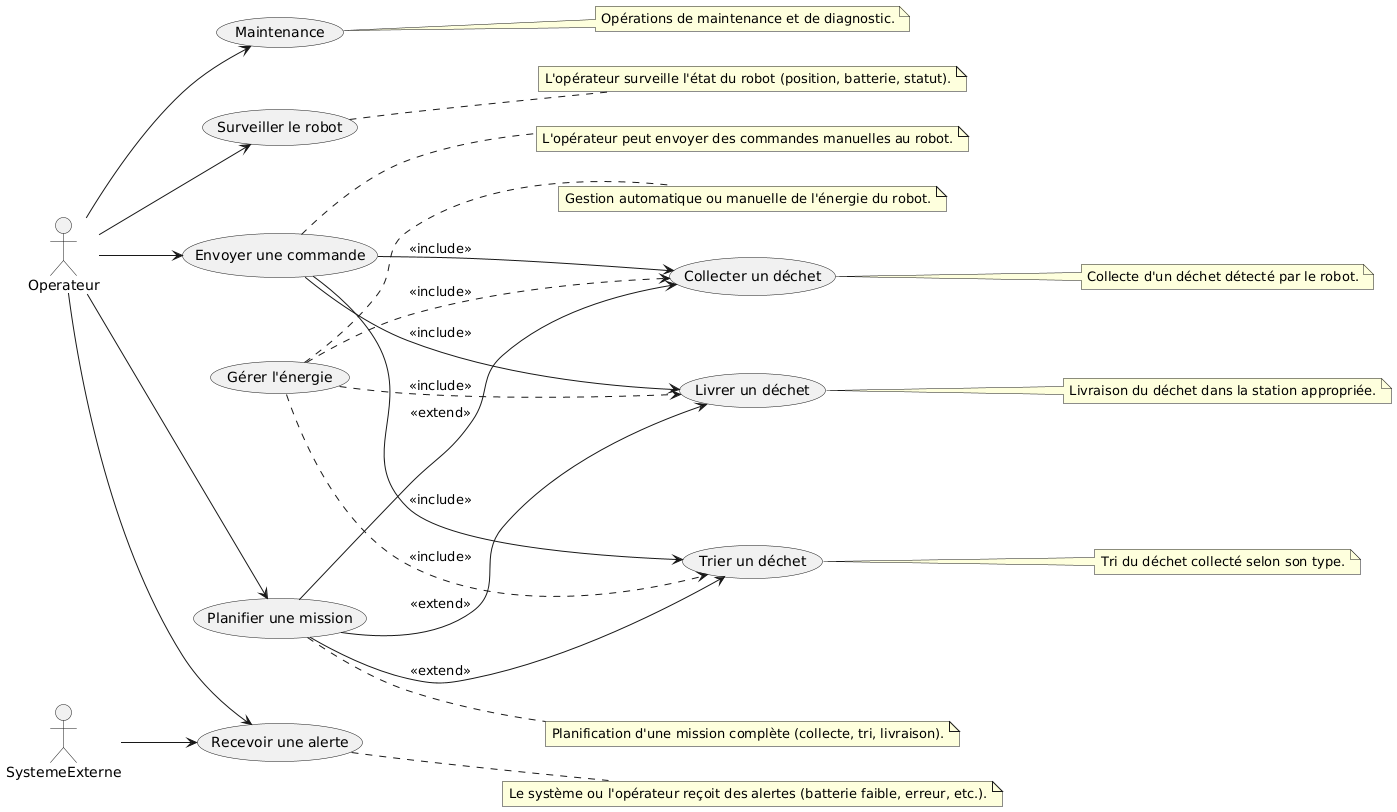 Opérations de maintenance et de diagnostic.
Maintenance
L'opérateur surveille l'état du robot (position, batterie, statut).
Surveiller le robot
L'opérateur peut envoyer des commandes manuelles au robot.
Gestion automatique ou manuelle de l'énergie du robot.
Envoyer une commande
«include»
Collecter un déchet
Collecte d'un déchet détecté par le robot.
Operateur
«include»
«include»
Gérer l'énergie
«include»
Livrer un déchet
Livraison du déchet dans la station appropriée.
«extend»
«include»
«include»
Trier un déchet
Tri du déchet collecté selon son type.
«extend»
Planifier une mission
«extend»
Planification d'une mission complète (collecte, tri, livraison).
Recevoir une alerte
SystemeExterne
Le système ou l'opérateur reçoit des alertes (batterie faible, erreur, etc.).